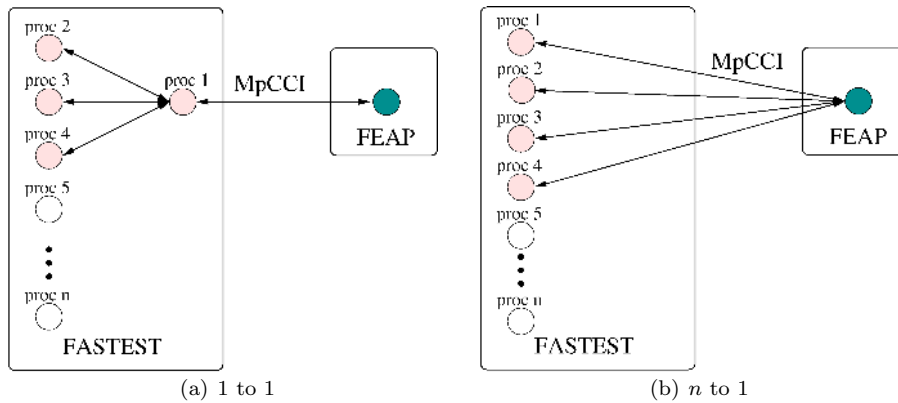 proc 2
proc 3
proc 1
proc 4
proc 5
proc n
FASTEST
MpCCI
FEAP
(a) 1 to 1
proc 1
proc 2
proc 3
proc 4
proc 5
proc n
FASTEST
MpCCI
FEAP
(b) n to 1